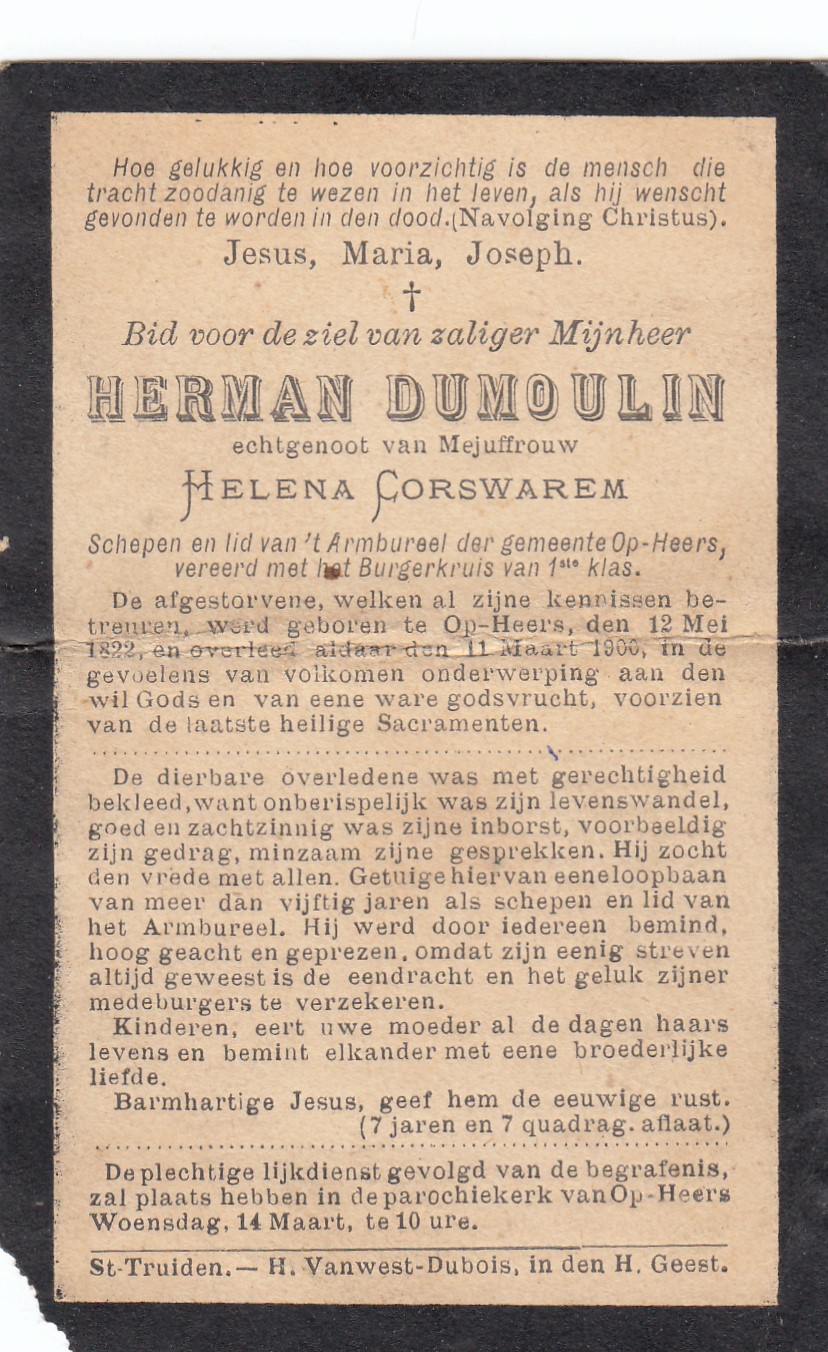 Hoe gelukkig en hoe voorzichtig is de mensch die
tracht zoodanig te wezen in het leven, als hij wenscht
gevonden te worden in den dood. (Navolging Christus).
Jesus, Maria, Joseph.
†
Bid voor de ziel van zaliger Mijnheer
HERMAN DUMOULIN
echtgenoot van Mejuffrouw
HELENA CORSWAREM
Schepen en lid van 't Armbureel der gemeente Op-Heers,
vereerd met het Burgerkruis van 1ste klas.
De afgestorvene, welken al zijne kennissen be-
treuren, werd geboren te Op-Heers, den 12 Mei
1822, en overleed aldaar den 11 Maart 1900, in de
gevoelens van volkomen onderwerping aan den
wil Gods en van eene ware godsvrucht, voorzien
van de laatste heilige Sacramenten.
De dierbare overledene was met gerechtigheid
bekleed, want onberispelijk was zijn levenswandel,
goed en zachtzinnig was zijne inborst, voorbeeldig
zijn gedrag, minzaam zijne gesprekken. Hij zocht
den vrede met allen. Getuige hiervan eene loopbaan
van meer dan vijftig jaren als schepen en lid van
het Armbureel. Hij werd door iedereen bemind,
hoog geacht en geprezen, omdat zijn eenig streven
altijd geweest is de eendracht en het geluk zijner
medeburgers te verzekeren.
Kinderen, eert uwe moeder al de dagen haars
levens en bemint elkander met eene broederlijke
liefde.
Barmhartige Jesus, geef hem de eeuwige rust.
(7 jaren en 7 quadrag. aflaat.)
De plechtige lijkdienst gevolgd van de begrafenis,
zal plaats hebben in de parochiekerk van Op-Heers
Woensdag, 14 Maart, te 10 ure.
St-Truiden. — H. Vanwest-Dubois, in den H. Geest.